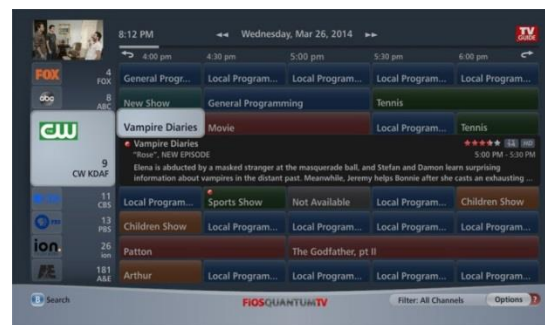 8:12 PM
Wednesday, Mar 26, 2014
TV
GUIDE
4:00 pm 4:30 pm 5:00 pm 5:30 pm 6:00 pm
FOX 4 FOX General Progr... Local Program... Local Program... Local Program... Local Program...
abc 8 ABC New Show General Programming Tennis
CW 9 CW KDAF Vampire Diaries Movie Local Program... Tennis
Vampire Diaries
"Rose", NEW EPISODE HD 5:00 PM - 5:30 PM
Elena is abducted by a masked stranger at the masquerade ball, and Stefan and Damon learn surprising
information about vampires in the distant past. Meanwhile, Jeremy helps Bonnie after she casts an exhausting ...
11 CBS Local Program... Sports Show Not Available Local Program... Children Show
PBS 13 PBS Children Show Local Program... Local Program... Local Program... Local Program...
ion. 26 ion Patton The Godfather, pt II
A&E 181 A&E Arthur Local Program... Local Program... Local Program... Local Program...
Search FIOSQUANTUMTV Filter: All Channels Options